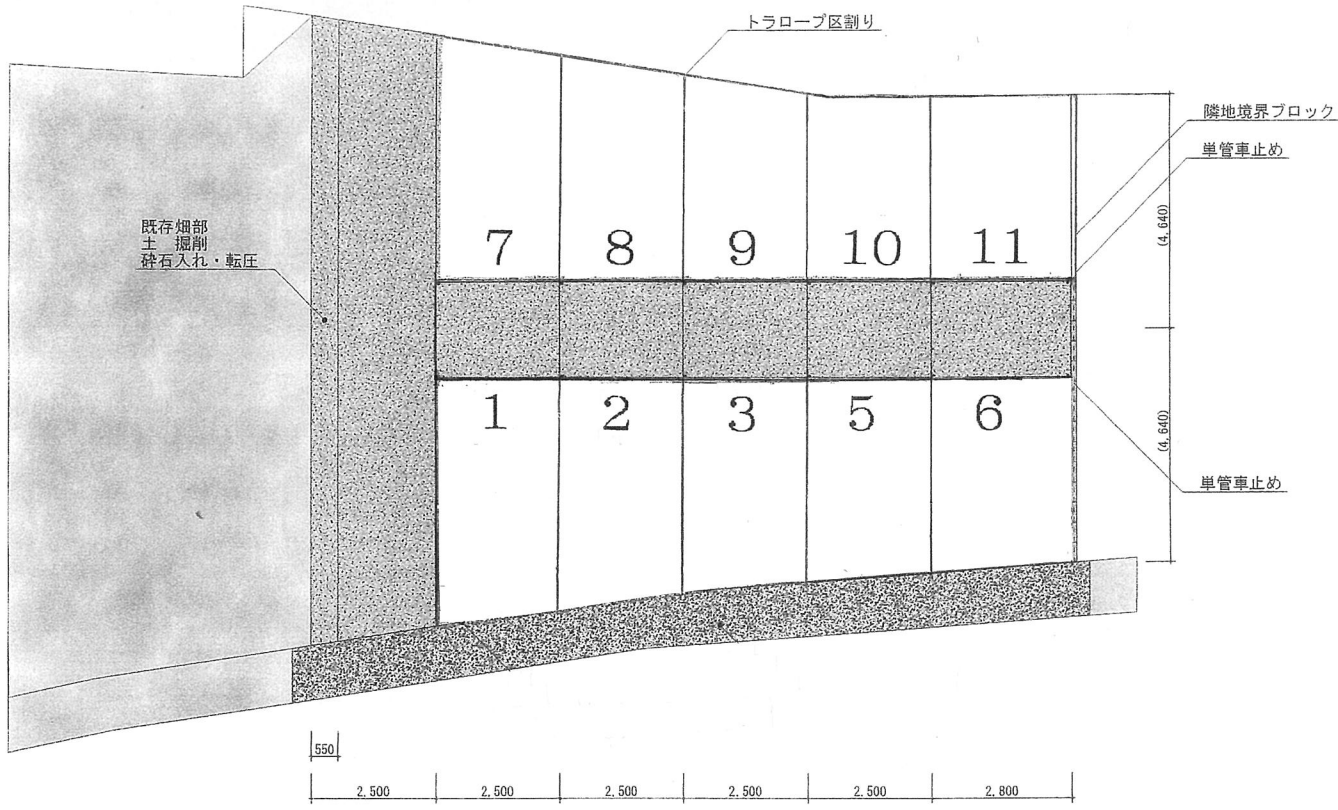 トラロープ区割り
隣地境界ブロック
単管車止め
(4,640)
既存畑部
土　掘削
砕石入れ・転圧
7
8
9
10
11
1
2
3
5
6
(4,640)
単管車止め
550
2,500
2,500
2,500
2,500
2,500
2,800